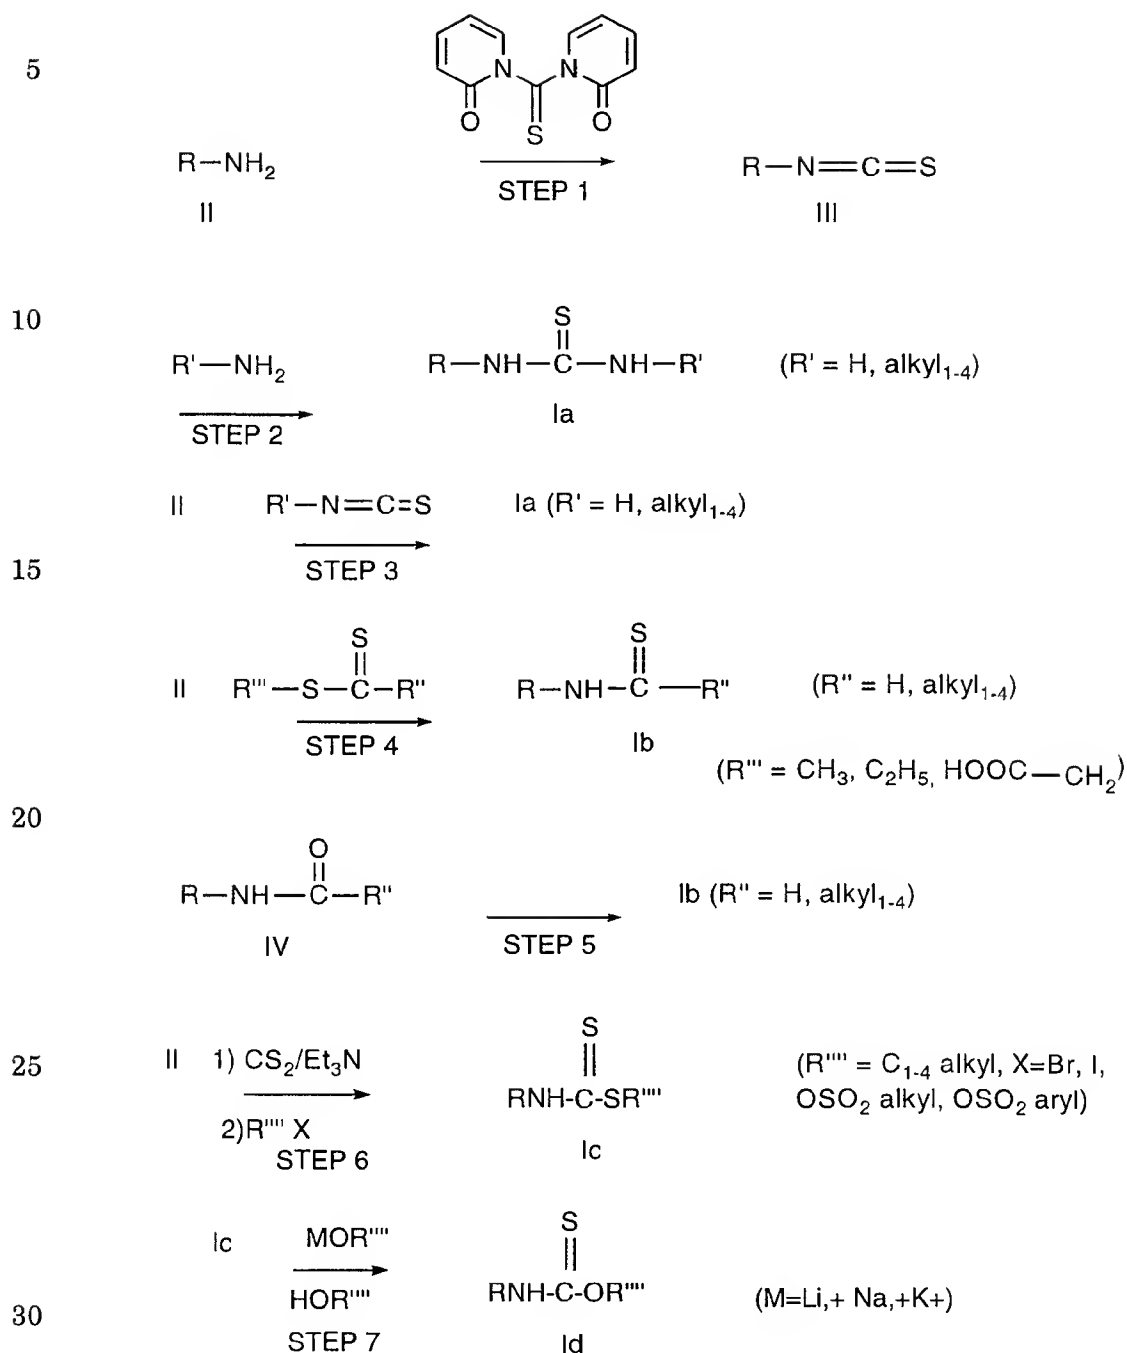 5
N N
O S O
R—NH2 STEP 1 R—N=C=S
II III
10
S
R'—NH2 R—NH—C—NH—R' (R' = H, alkyl1-4)
STEP 2 Ia
II R'—N=C=S Ia (R' = H, alkyl1-4)
15
STEP 3
S S
II R'''—S—C—R'' R—NH—C—R'' (R'' = H, alkyl1-4)
STEP 4 Ib
(R''' = CH3, C2H5, HOOC—CH2)
20
O
R—NH—C—R'' Ib (R'' = H, alkyl1-4)
IV STEP 5
S
25 II 1) CS2/Et3N (R'''' = C1-4 alkyl, X=Br, I,
RNH-C-SR'''' OSO2 alkyl, OSO2 aryl)
2)R'''' X
STEP 6 Ic
S
Ic MOR''''
HOR'''' RNH-C-OR'''' (M=Li,+ Na,+K+)
30
STEP 7 Id